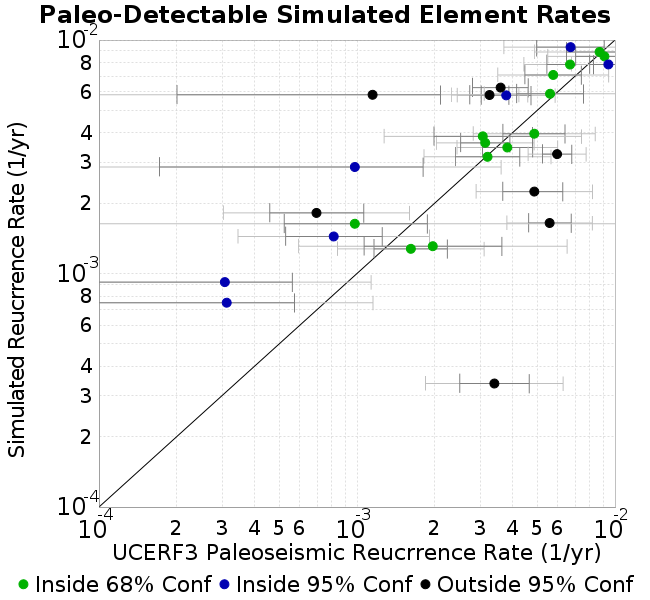 Paleo-Detectable Simulated Element Rates
Simulated Reucrrence Rate (1/yr)
10-2
8
6
4
3
2
10-3
8
6
4
3
2
10-4
10-4 2 3 4 5 6 10-3 2 3 4 5 6 10-2
UCERF3 Paleoseismic Reucrrence Rate (1/yr)
Inside 68% Conf Inside 95% Conf Outside 95% Conf